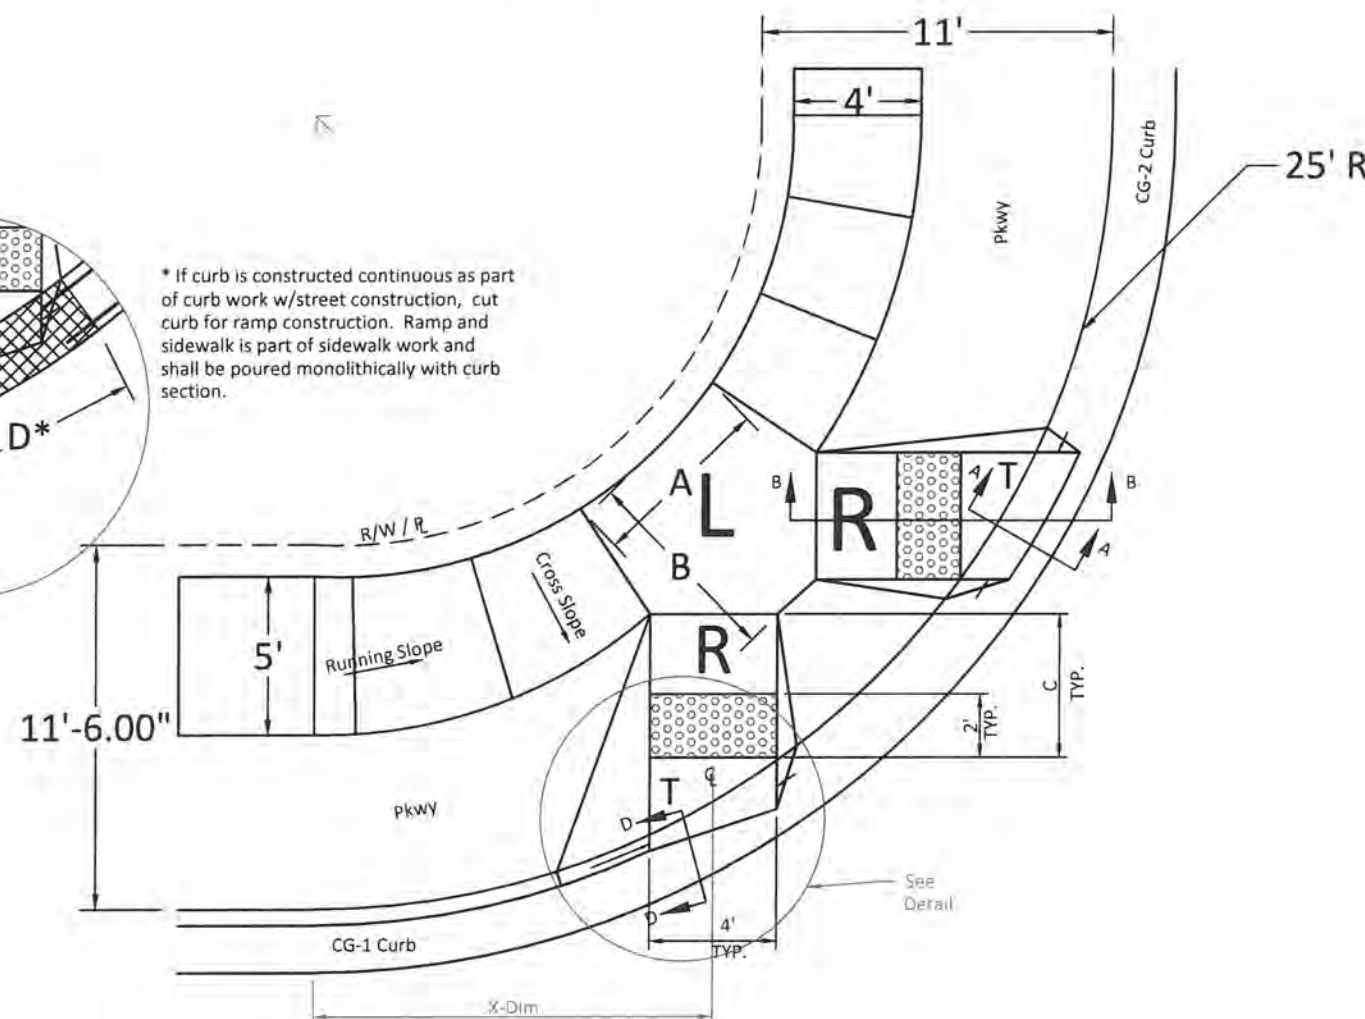 11'
4'
CG-2 Curb
25' R
Pkwy
* If curb is constructed continuous as part
of curb work w/street construction, cut
curb for ramp construction. Ramp and
sidewalk is part of sidewalk work and
shall be poured monolithically with curb
section.
D*
A
L
B
R
A
T
B
A
R/W / PL
B
Cross Slope
R
5'
Running Slope
C
TYP.
2'
TYP.
11'-6.00"
CL
T
Pkwy
D
See
Detail
D
4'
TYP.
CG-1 Curb
X-Dim